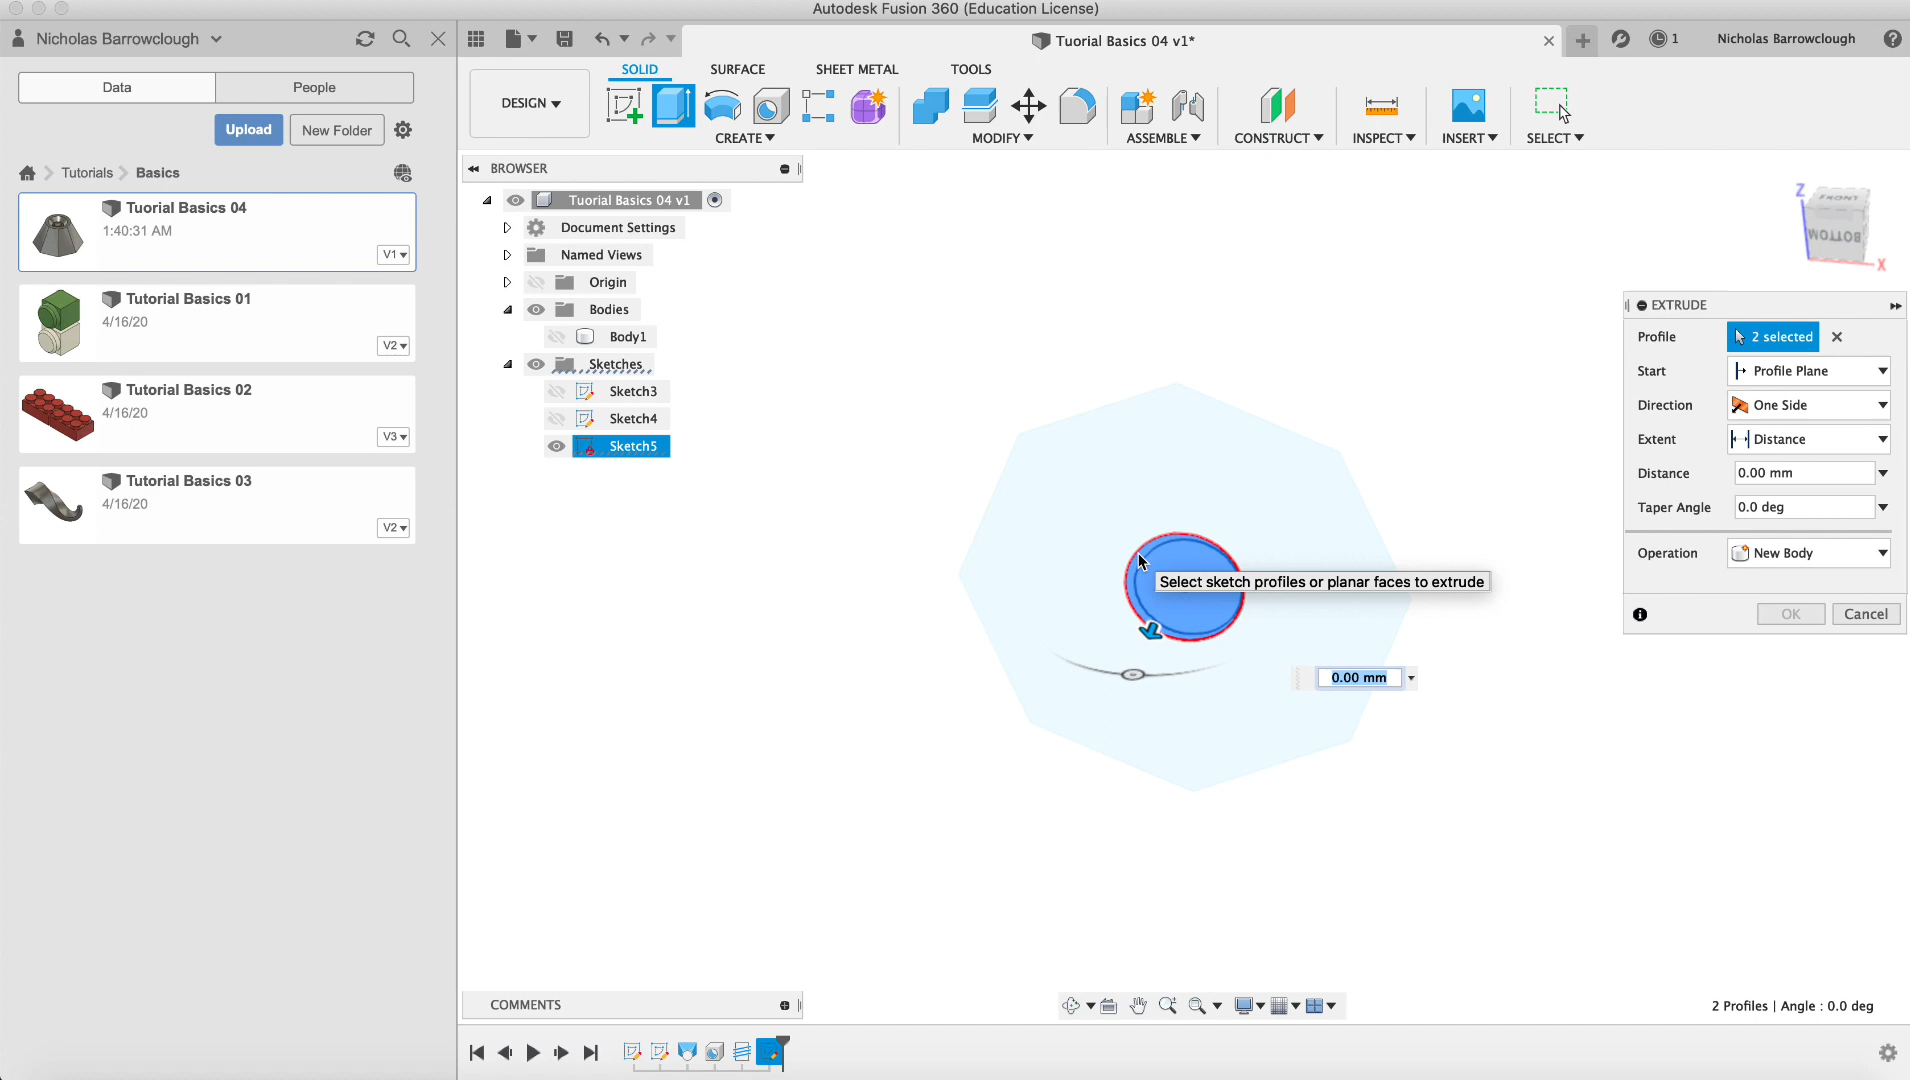 Autodesk Fusion 360 (Education License)
Nicholas Barrowclough
Tuorial Basics 04 v1*
1
Nicholas Barrowclough
Data
People
Upload
New Folder
Tutorials
Basics
Tuorial Basics 04
1:40:31 AM
V1
Tutorial Basics 01
4/16/20
V2
Tutorial Basics 02
4/16/20
V3
Tutorial Basics 03
4/16/20
V2
SOLID
SURFACE
SHEET METAL
TOOLS
DESIGN
CREATE
MODIFY
ASSEMBLE
CONSTRUCT
INSPECT
INSERT
SELECT
BROWSER
Tuorial Basics 04 v1
Document Settings
Named Views
Origin
Bodies
Body1
Sketches
Sketch3
Sketch4
Sketch5
Z
FRONT
BOTTOM
X
EXTRUDE
Profile
2 selected
Start
Profile Plane
Direction
One Side
Extent
Distance
Distance
0.00 mm
Taper Angle
0.0 deg
Operation
New Body
OK
Cancel
Select sketch profiles or planar faces to extrude
0.00 mm
COMMENTS
2 Profiles | Angle : 0.0 deg